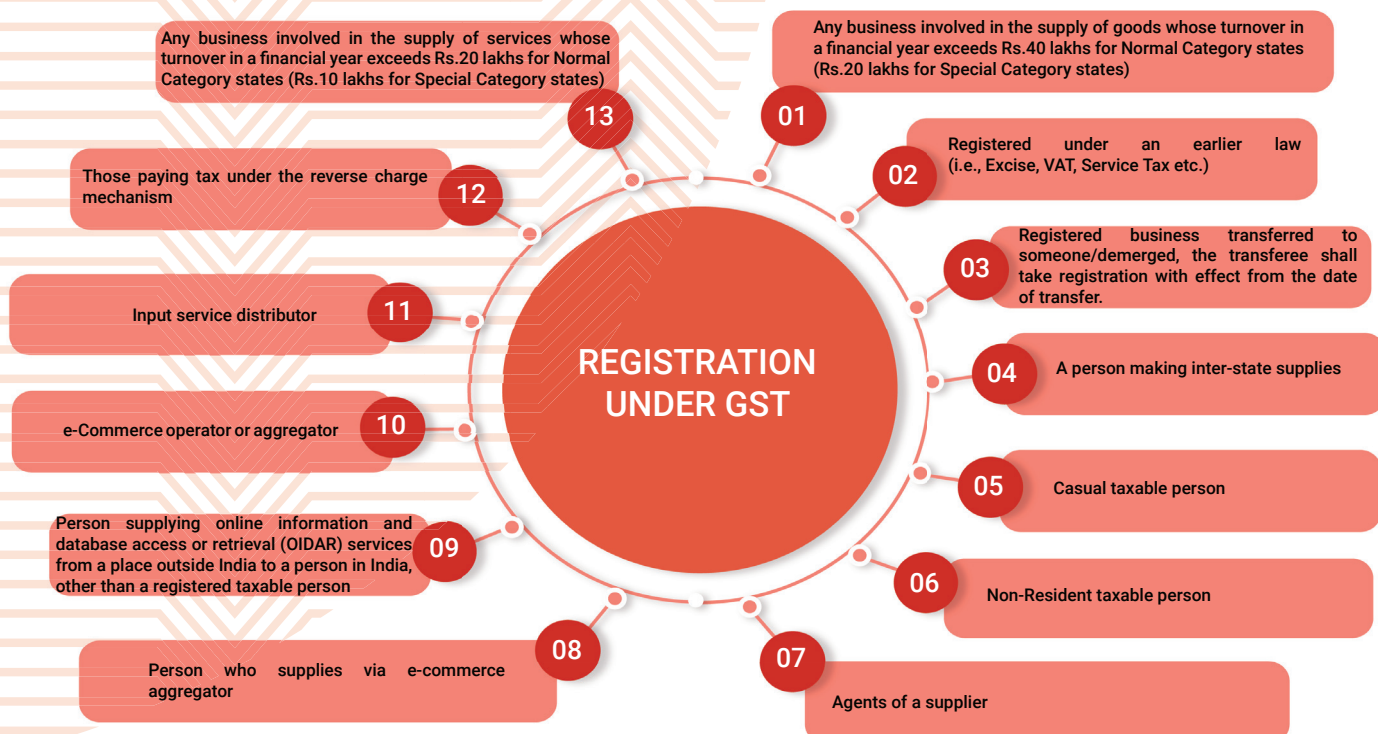 REGISTRATION
UNDER GST
01
Any business involved in the supply of goods whose turnover in
a financial year exceeds Rs.40 lakhs for Normal Category states
(Rs.20 lakhs for Special Category states)
02
Registered under an earlier law
(i.e., Excise, VAT, Service Tax etc.)
03
Registered business transferred to
someone/demerged, the transferee shall
take registration with effect from the date
of transfer.
04
A person making inter-state supplies
05
Casual taxable person
06
Non-Resident taxable person
07
Agents of a supplier
08
Person who supplies via e-commerce
aggregator
09
Person supplying online information and
database access or retrieval (OIDAR) services
from a place outside India to a person in India,
other than a registered taxable person
10
e-Commerce operator or aggregator
11
Input service distributor
12
Those paying tax under the reverse charge
mechanism
13
Any business involved in the supply of services whose
turnover in a financial year exceeds Rs.20 lakhs for Normal
Category states (Rs.10 lakhs for Special Category states)